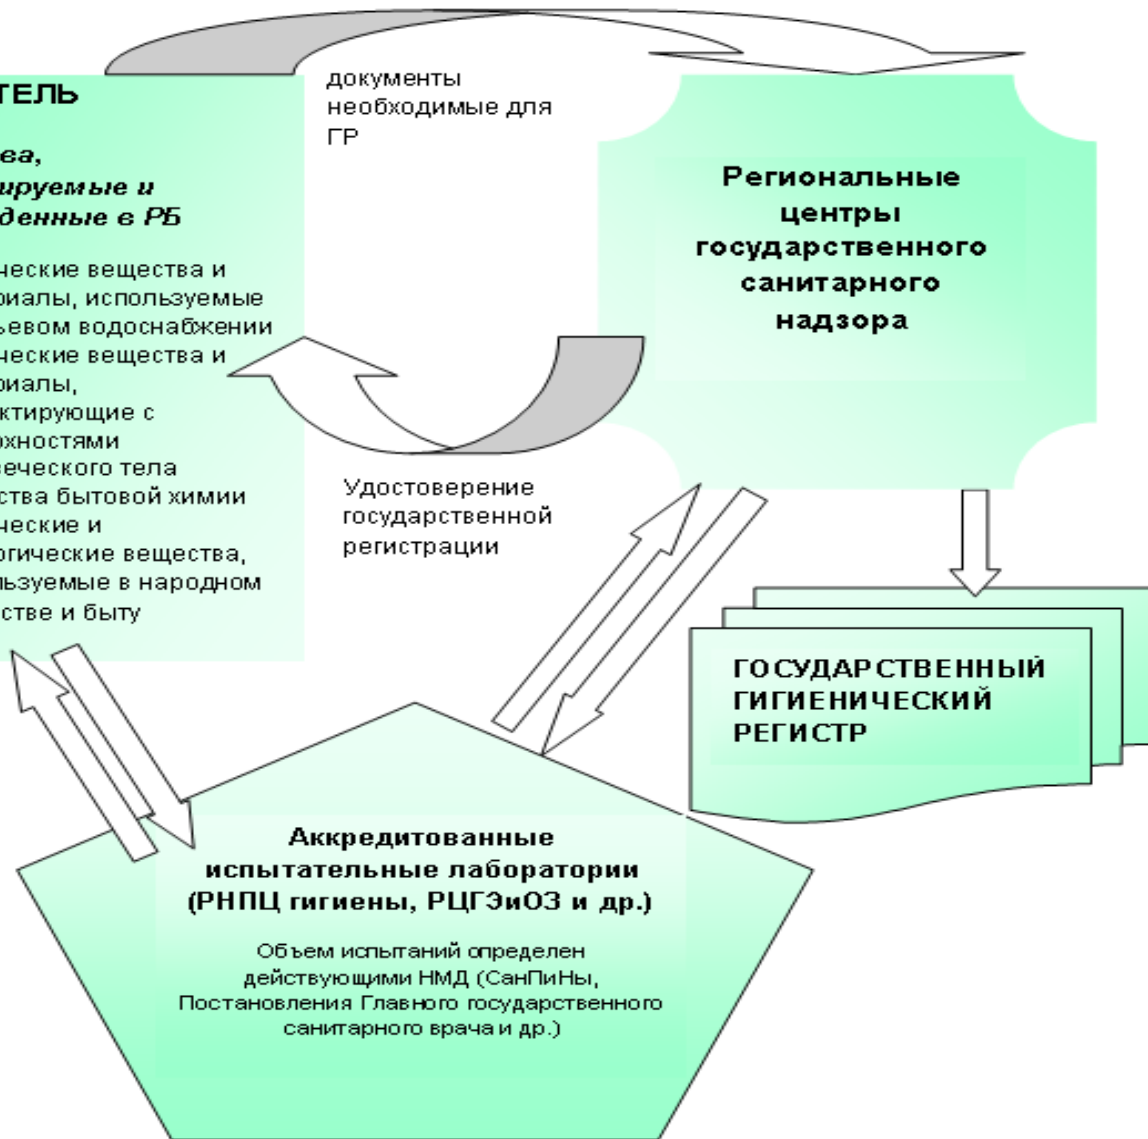 ТЕЛЬ
ва,
ируемые и
денные в РБ
ческие вещества и
риалы, используемые
ьевом водоснабжении
ческие вещества и
риалы,
ктирующие с
рхностями
веческого тела
ства бытовой химии
ческие и
огические вещества,
льзуемые в народном
стве и быту
документы
необходимые для
ГР
Региональные
центры
государственного
санитарного
надзора
Удостоверение
государственной
регистрации
ГОСУДАРСТВЕННЫЙ
ГИГИЕНИЧЕСКИЙ
РЕГИСТР
Аккредитованные
испытательные лаборатории
(РНПЦ гигиены, РЦГЭиОЗ и др.)
Объем испытаний определен
действующими НМД (СанПиНы,
Постановления Главного государственного
санитарного врача и др.)